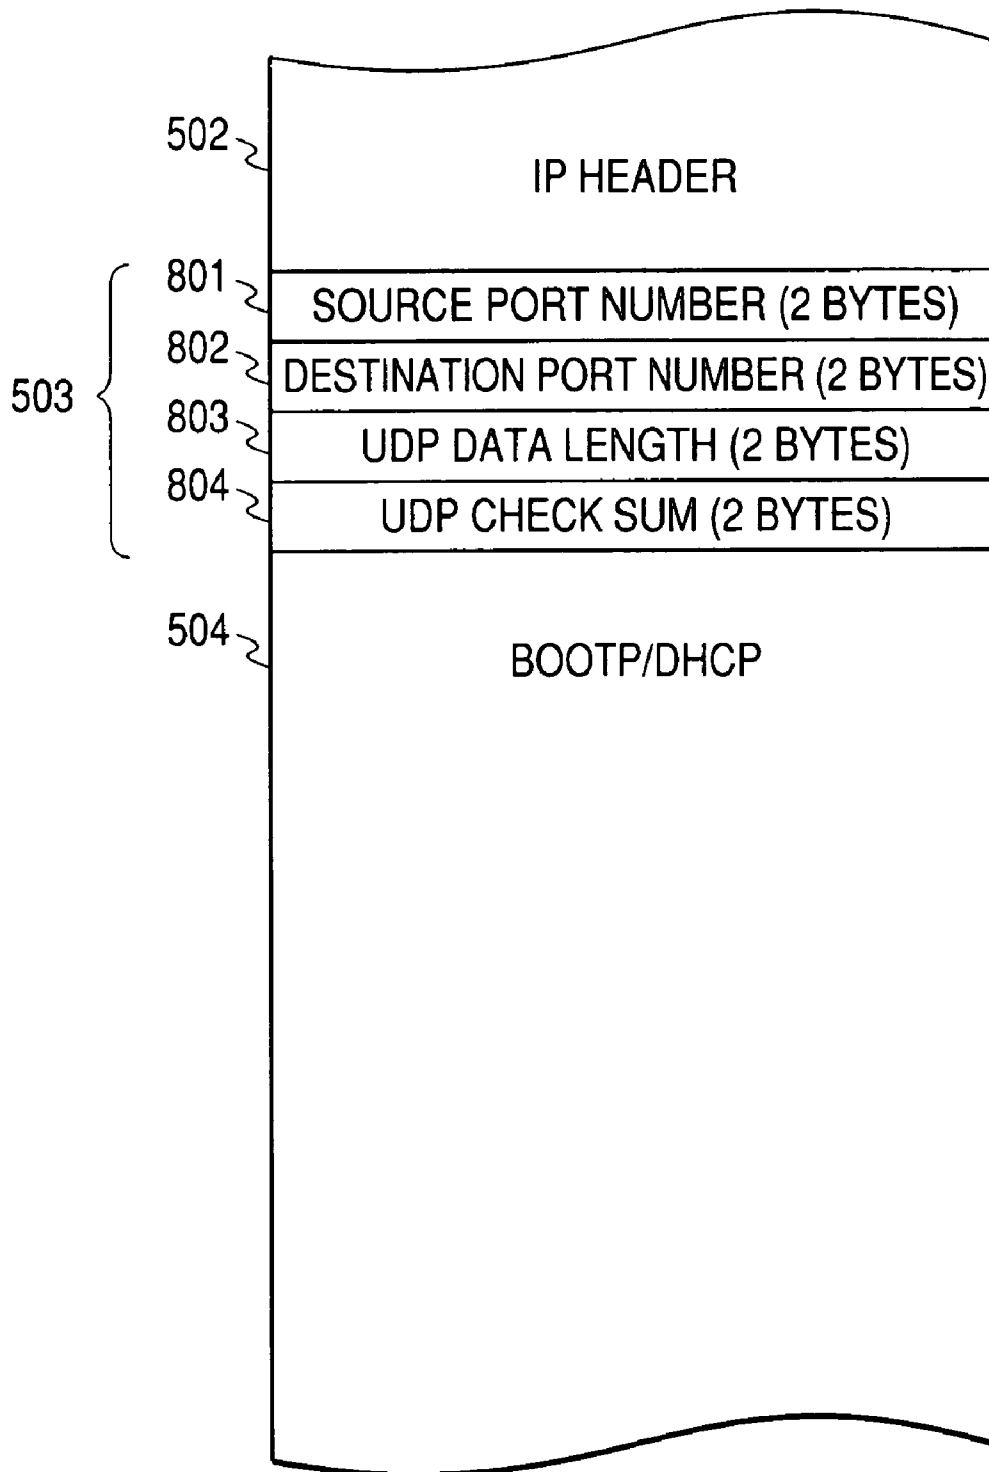 502
IP HEADER
801
SOURCE PORT NUMBER (2 BYTES)
802
DESTINATION PORT NUMBER (2 BYTES)
503
803
UDP DATA LENGTH (2 BYTES)
804
UDP CHECK SUM (2 BYTES)
504
BOOTP/DHCP